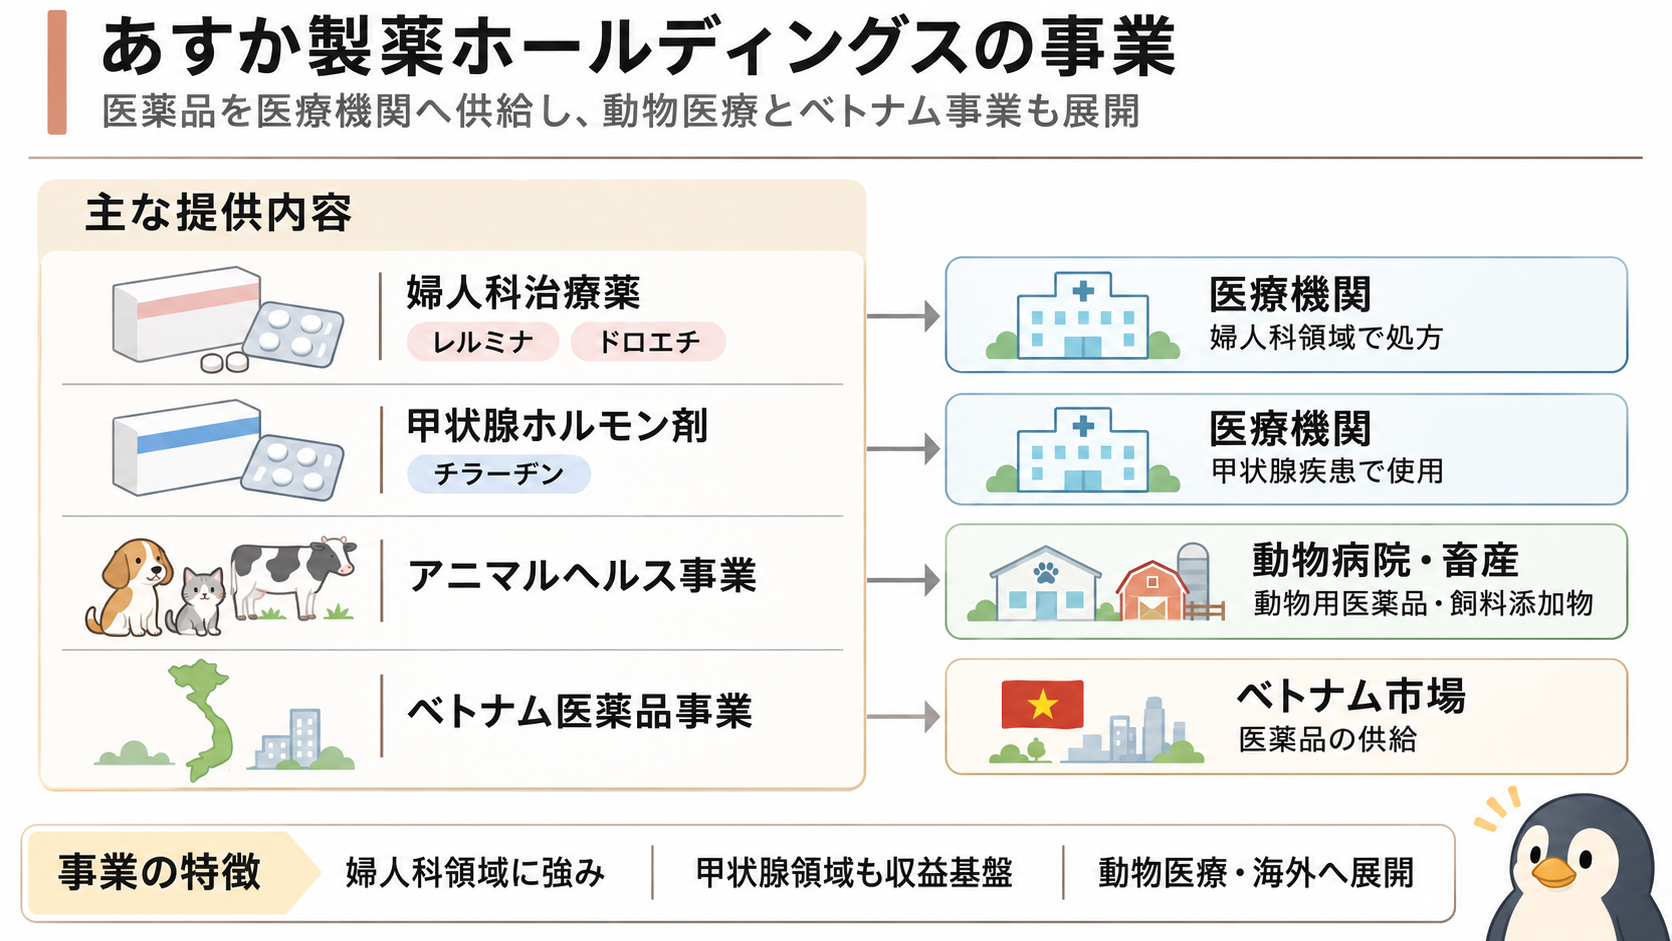 あすか製薬ホールディングスの事業
医薬品を医療機関へ供給し、動物医療とベトナム事業も展開
主な提供内容
婦人科治療薬
レルミナ
ドロエチ
医療機関
婦人科領域で処方
甲状腺ホルモン剤
チラーヂン
医療機関
甲状腺疾患で使用
アニマルヘルス事業
動物病院・畜産
動物用医薬品・飼料添加物
ベトナム医薬品事業
ベトナム市場
医薬品の供給
事業の特徴
婦人科領域に強み
甲状腺領域も収益基盤
動物医療・海外へ展開